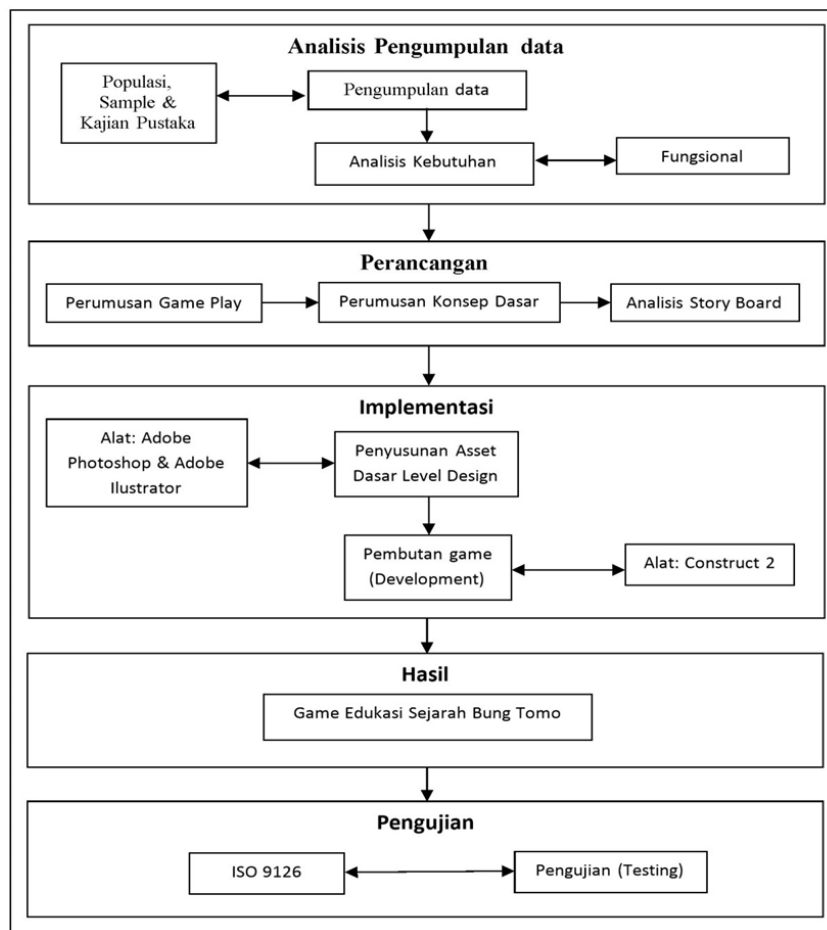 Analisis Pengumpulan data
Populasi,
Sample &
Kajian Pustaka
Pengumpulan data
Analisis Kebutuhan
Fungsional
Perancangan
Perumusan Game Play
Perumusan Konsep Dasar
Analisis Story Board
Implementasi
Alat: Adobe
Photoshop & Adobe
Ilustrator
Penyusunan Asset
Dasar Level Design
Pembutan game
(Development)
Alat: Construct 2
Hasil
Game Edukasi Sejarah Bung Tomo
Pengujian
ISO 9126
Pengujian (Testing)